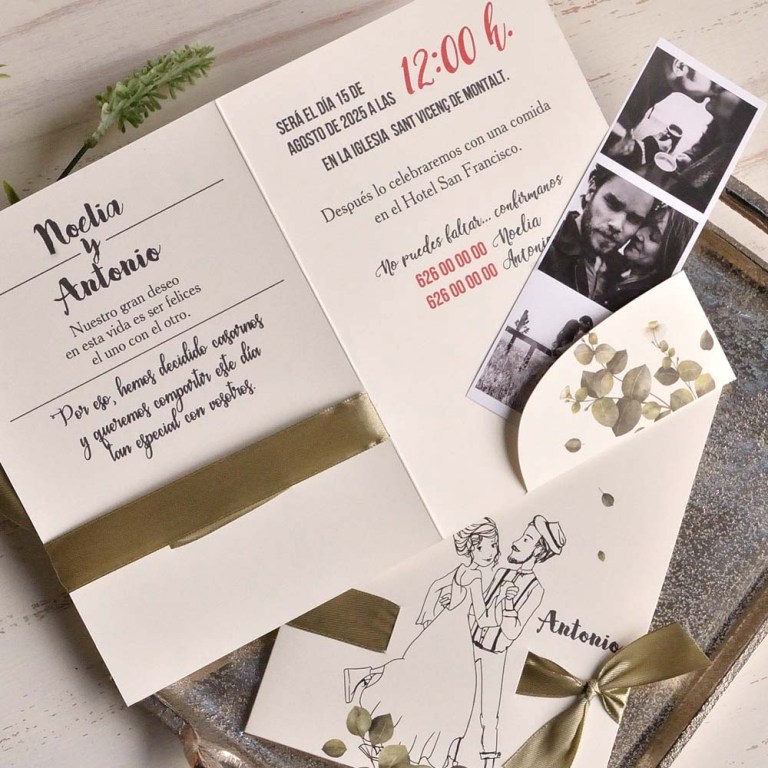 Noelia
y
Antonio
Nuestro gran deseo
en esta vida es ser felices
el uno con el otro.
Por eso, hemos decidido casarnos
y queremos compartir este día
tan especial con vosotros.
SERÁ EL DÍA 15 DE
AGOSTO DE 2025 A LAS
12:00 h.
EN LA IGLESIA SANT VICENÇ DE MONTALT.
Después lo celebraremos con una comida
en el Hotel San Francisco.
No puedes faltar... confírmanos
626 00 00 00 Noelia
626 00 00 00 Antonio
Antonio